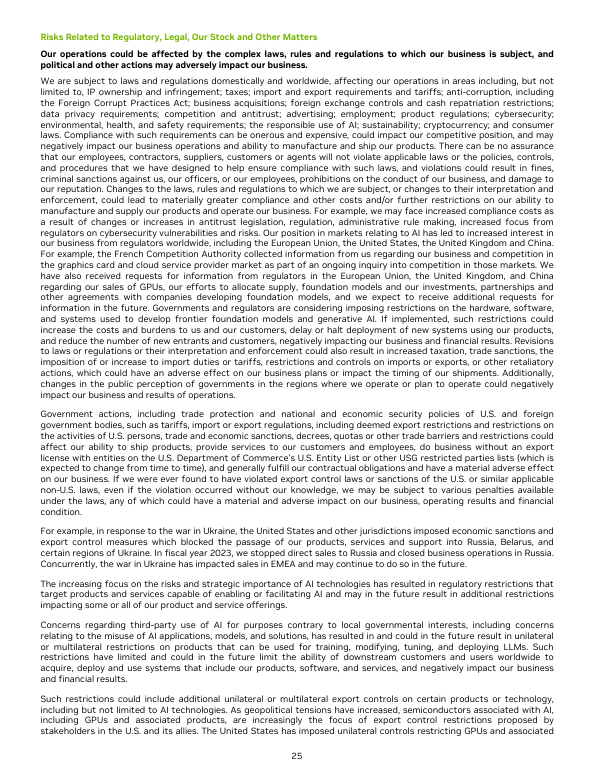 Risks Related to Regulatory, Legal, Our Stock and Other Matters
Our operations could be affected by the complex laws, rules and regulations to which our business is subject, and
political and other actions may adversely impact our business.
We are subject to laws and regulations domestically and worldwide, affecting our operations in areas including, but not
limited to, IP ownership and infringement; taxes; import and export requirements and tariffs; anti-corruption, including
the Foreign Corrupt Practices Act; business acquisitions; foreign exchange controls and cash repatriation restrictions;
data privacy requirements; competition and antitrust; advertising; employment; product regulations; cybersecurity;
environmental, health, and safety requirements; the responsible use of AI; sustainability; cryptocurrency; and consumer
laws. Compliance with such requirements can be onerous and expensive, could impact our competitive position, and may
negatively impact our business operations and ability to manufacture and ship our products. There can be no assurance
that our employees, contractors, suppliers, customers or agents will not violate applicable laws or the policies, controls,
and procedures that we have designed to help ensure compliance with such laws, and violations could result in fines,
criminal sanctions against us, our officers, or our employees, prohibitions on the conduct of our business, and damage to
our reputation. Changes to the laws, rules and regulations to which we are subject, or changes to their interpretation and
enforcement, could lead to materially greater compliance and other costs and/or further restrictions on our ability to
manufacture and supply our products and operate our business. For example, we may face increased compliance costs as
a result of changes or increases in antitrust legislation, regulation, administrative rule making, increased focus from
regulators on cybersecurity vulnerabilities and risks. Our position in markets relating to AI has led to increased interest in
our business from regulators worldwide, including the European Union, the United States, the United Kingdom and China.
For example, the French Competition Authority collected information from us regarding our business and competition in
the graphics card and cloud service provider market as part of an ongoing inquiry into competition in those markets. We
have also received requests for information from regulators in the European Union, the United Kingdom, and China
regarding our sales of GPUs, our efforts to allocate supply, foundation models and our investments, partnerships and
other agreements with companies developing foundation models, and we expect to receive additional requests for
information in the future. Governments and regulators are considering imposing restrictions on the hardware, software,
and systems used to develop frontier foundation models and generative AI. If implemented, such restrictions could
increase the costs and burdens to us and our customers, delay or halt deployment of new systems using our products,
and reduce the number of new entrants and customers, negatively impacting our business and financial results. Revisions
to laws or regulations or their interpretation and enforcement could also result in increased taxation, trade sanctions, the
imposition of or increase to import duties or tariffs, restrictions and controls on imports or exports, or other retaliatory
actions, which could have an adverse effect on our business plans or impact the timing of our shipments. Additionally,
changes in the public perception of governments in the regions where we operate or plan to operate could negatively
impact our business and results of operations.
Government actions, including trade protection and national and economic security policies of U.S. and foreign
government bodies, such as tariffs, import or export regulations, including deemed export restrictions and restrictions on
the activities of U.S. persons, trade and economic sanctions, decrees, quotas or other trade barriers and restrictions could
affect our ability to ship products, provide services to our customers and employees, do business without an export
license with entities on the U.S. Department of Commerce's U.S. Entity List or other USG restricted parties lists (which is
expected to change from time to time), and generally fulfill our contractual obligations and have a material adverse effect
on our business. If we were ever found to have violated export control laws or sanctions of the U.S. or similar applicable
non-U.S. laws, even if the violation occurred without our knowledge, we may be subject to various penalties available
under the laws, any of which could have a material and adverse impact on our business, operating results and financial
condition.
For example, in response to the war in Ukraine, the United States and other jurisdictions imposed economic sanctions and
export control measures which blocked the passage of our products, services and support into Russia, Belarus, and
certain regions of Ukraine. In fiscal year 2023, we stopped direct sales to Russia and closed business operations in Russia.
Concurrently, the war in Ukraine has impacted sales in EMEA and may continue to do so in the future.
The increasing focus on the risks and strategic importance of AI technologies has resulted in regulatory restrictions that
target products and services capable of enabling or facilitating AI and may in the future result in additional restrictions
impacting some or all of our product and service offerings.
Concerns regarding third-party use of AI for purposes contrary to local governmental interests, including concerns
relating to the misuse of AI applications, models, and solutions, has resulted in and could in the future result in unilateral
or multilateral restrictions on products that can be used for training, modifying, tuning, and deploying LLMs. Such
restrictions have limited and could in the future limit the ability of downstream customers and users worldwide to
acquire, deploy and use systems that include our products, software, and services, and negatively impact our business
and financial results.
Such restrictions could include additional unilateral or multilateral export controls on certain products or technology,
including but not limited to AI technologies. As geopolitical tensions have increased, semiconductors associated with AI,
including GPUs and associated products, are increasingly the focus of export control restrictions proposed by
stakeholders in the U.S. and its allies. The United States has imposed unilateral controls restricting GPUs and associated
25